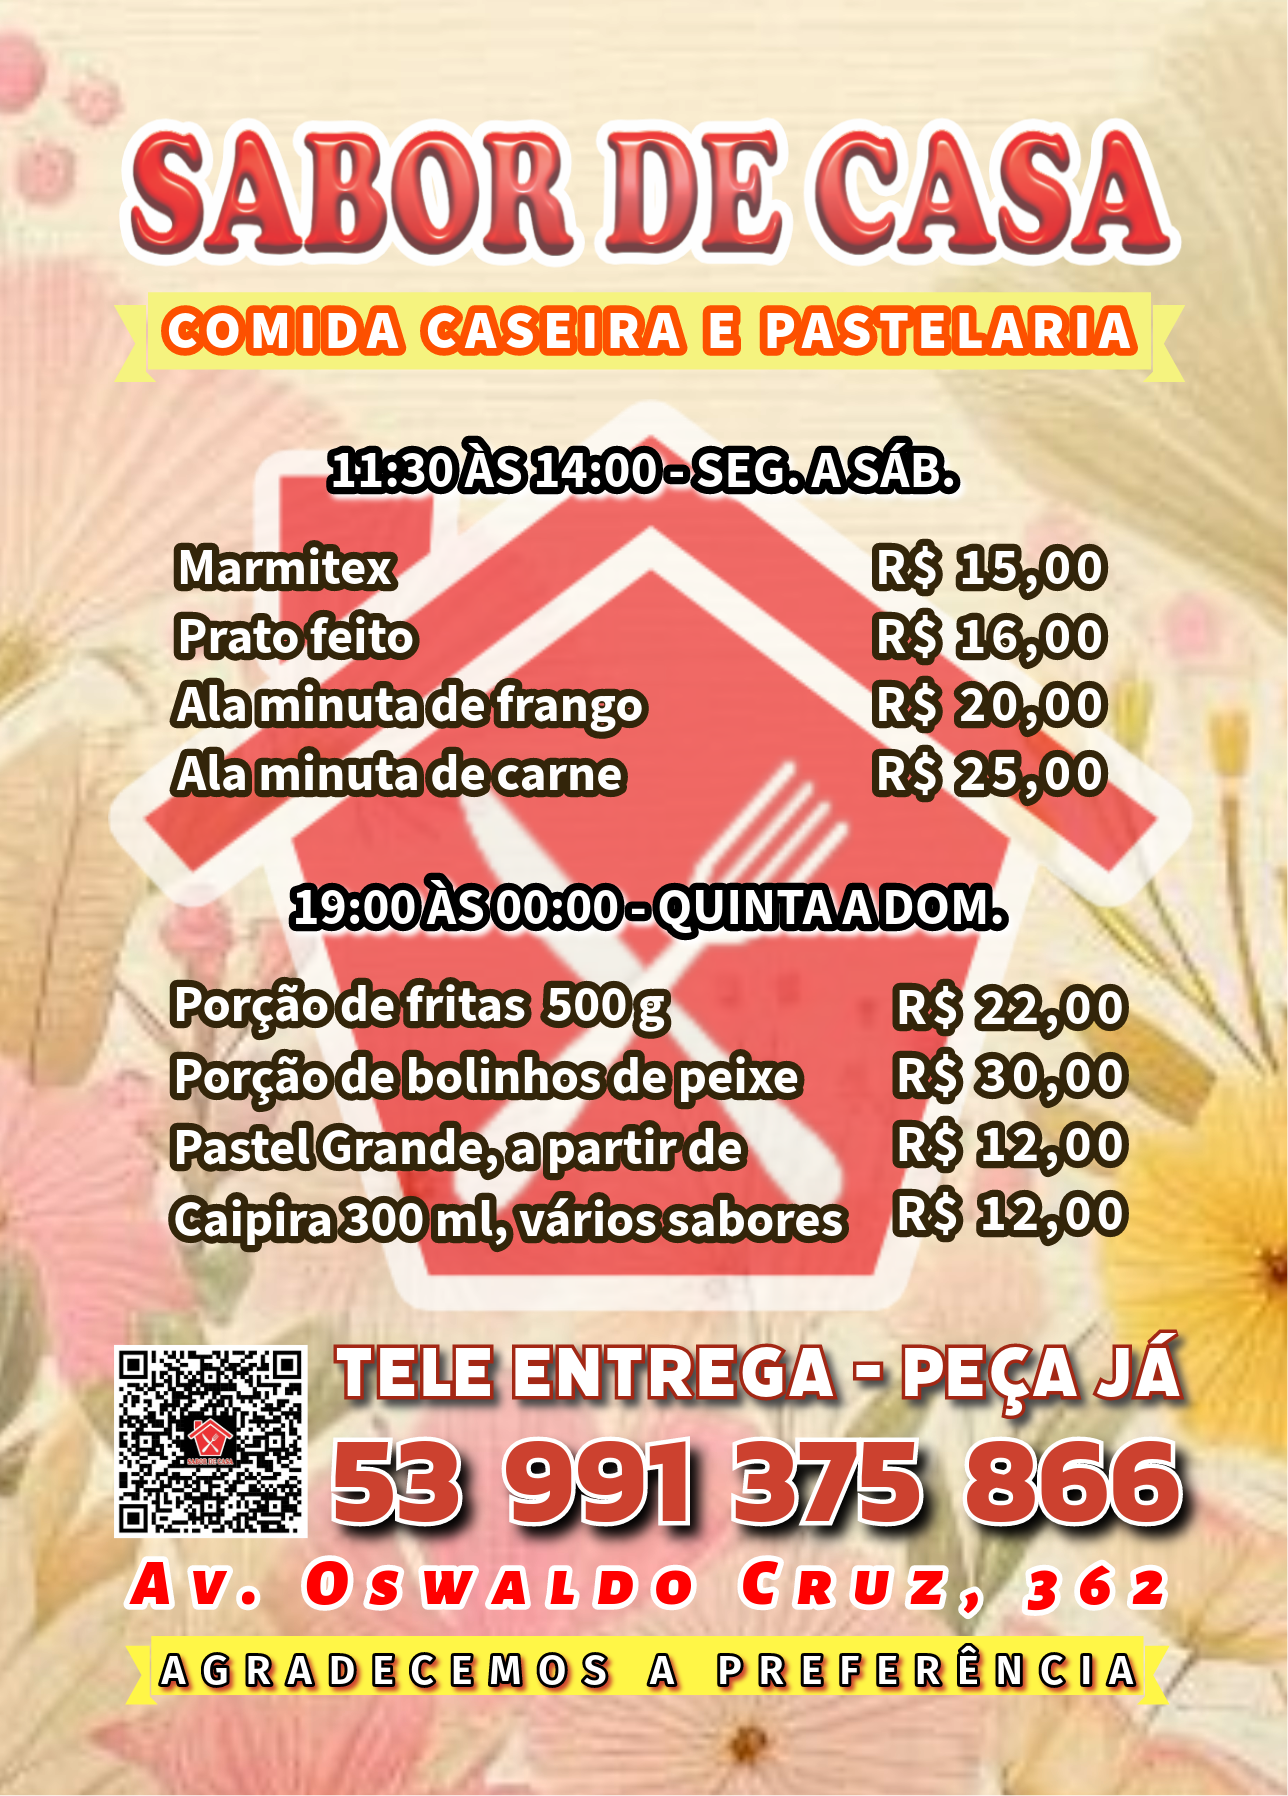 SABOR DE CASA
COMIDA CASEIRA E PASTELARIA
11:30 ÀS 14:00 - SEG. A SÁB.
Marmitex R$ 15,00
Prato feito R$ 16,00
Ala minuta de frango R$ 20,00
Ala minuta de carne R$ 25,00
19:00 ÀS 00:00 - QUINTA A DOM.
Porção de fritas 500 g R$ 22,00
Porção de bolinhos de peixe R$ 30,00
Pastel Grande, a partir de R$ 12,00
Caipira 300 ml, vários sabores R$ 12,00
TELE ENTREGA - PEÇA JÁ
53 991 375 866
SABOR DE CASA
Av. Oswaldo Cruz, 362
AGRADECEMOS A PREFERÊNCIA